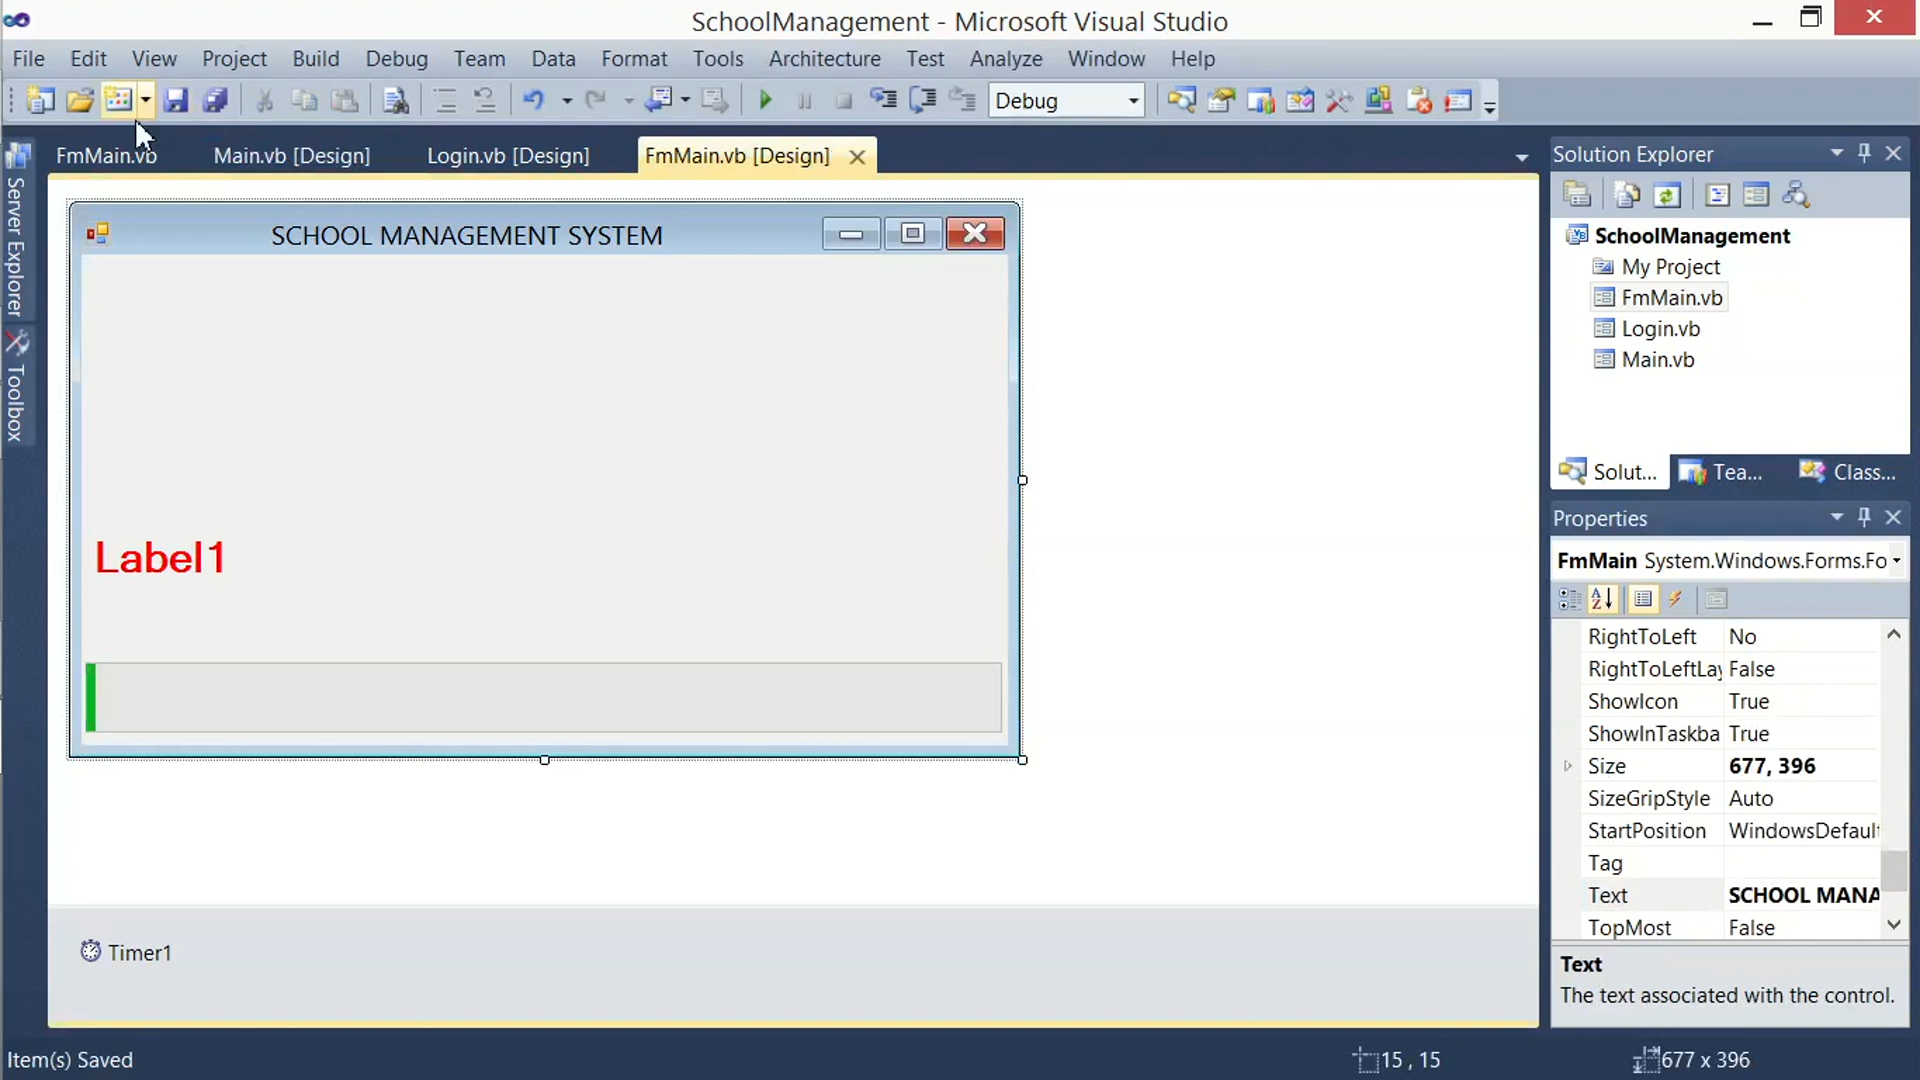 SchoolManagement - Microsoft Visual Studio
File Edit View Project Build Debug Team Data Format Tools Architecture Test Analyze Window Help
Debug
FmMain.vb Main.vb [Design] Login.vb [Design] FmMain.vb [Design]
Server Explorer
Toolbox
SCHOOL MANAGEMENT SYSTEM
Label1
Timer1
Solution Explorer
SchoolManagement
My Project
FmMain.vb
Login.vb
Main.vb
Solut... Tea... Class...
Properties
FmMain System.Windows.Forms.Fo
RightToLeft No
RightToLeftLay False
ShowIcon True
ShowInTaskba True
Size 677, 396
SizeGripStyle Auto
StartPosition WindowsDefault
Tag
Text SCHOOL MANA
TopMost False
Text
The text associated with the control.
Item(s) Saved 15 , 15 677 x 396